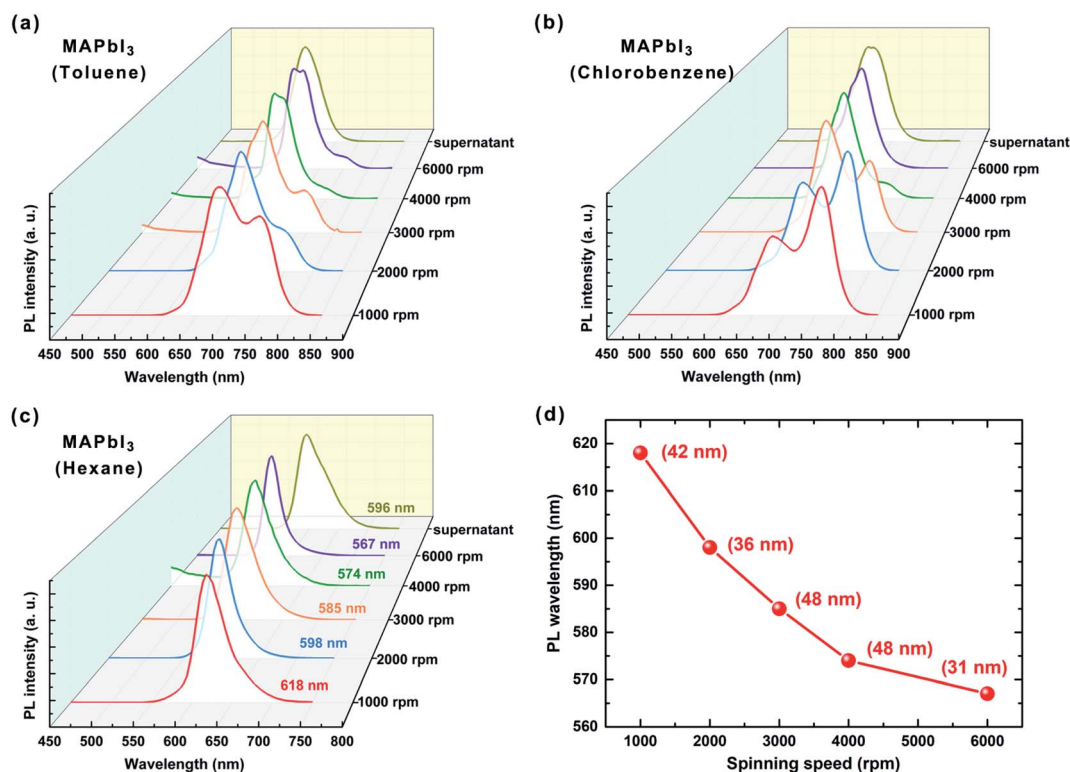 (a)
MAPbI3
(Toluene)
supernatant
6000 rpm
4000 rpm
3000 rpm
2000 rpm
1000 rpm
PL intensity (a. u.)
450 500 550 600 650 700 750 800 850 900
Wavelength (nm)
(b)
MAPbI3
(Chlorobenzene)
supernatant
6000 rpm
4000 rpm
3000 rpm
2000 rpm
1000 rpm
PL intensity (a. u.)
450 500 550 600 650 700 750 800 850 900
Wavelength (nm)
(c)
MAPbI3
(Hexane)
596 nm
supernatant
567 nm
6000 rpm
574 nm
4000 rpm
585 nm
3000 rpm
598 nm
2000 rpm
618 nm
1000 rpm
PL intensity (a. u.)
450 500 550 600 650 700 750 800
Wavelength (nm)
(d)
620
610
600
590
580
570
560
PL wavelength (nm)
(42 nm)
(36 nm)
(48 nm)
(48 nm)
(31 nm)
1000 2000 3000 4000 5000 6000
Spinning speed (rpm)